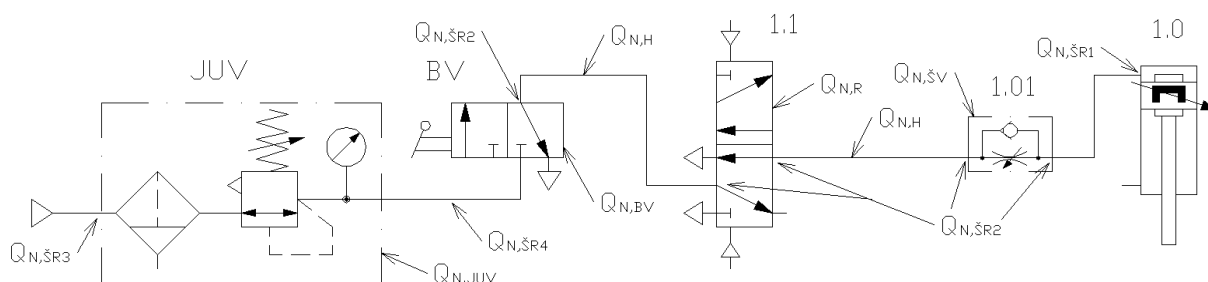 1.1
1.0
Q_N,ŠR2
Q_N,H
Q_N,ŠR1
JUV
BV
Q_N,R
Q_N,ŠV
1.01
Q_N,H
Q_N,BV
Q_N,ŠR3
Q_N,ŠR4
Q_N,ŠR2
Q_N,JUV